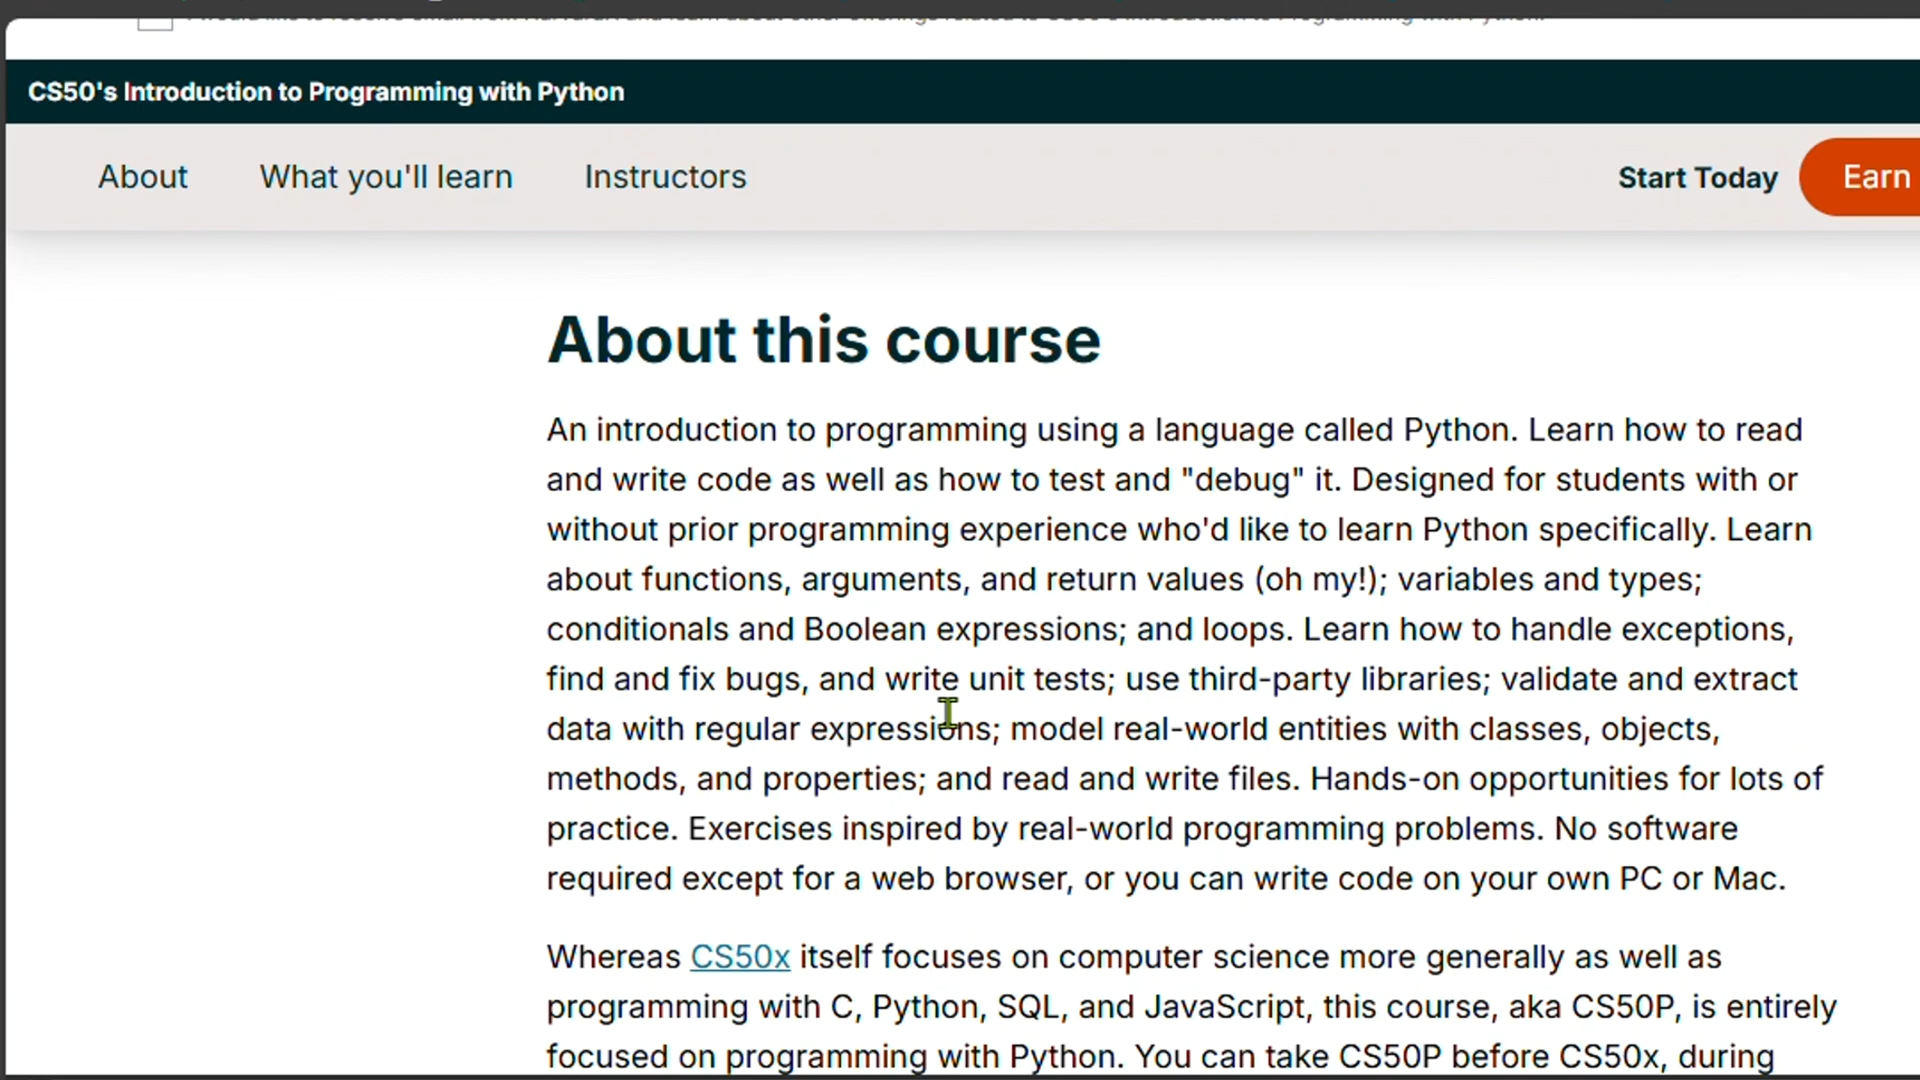 CS50's Introduction to Programming with Python
About What you'll learn Instructors Start Today Earn
About this course
An introduction to programming using a language called Python. Learn how to read
and write code as well as how to test and "debug" it. Designed for students with or
without prior programming experience who'd like to learn Python specifically. Learn
about functions, arguments, and return values (oh my!); variables and types;
conditionals and Boolean expressions; and loops. Learn how to handle exceptions,
find and fix bugs, and write unit tests; use third-party libraries; validate and extract
data with regular expressions; model real-world entities with classes, objects,
methods, and properties; and read and write files. Hands-on opportunities for lots of
practice. Exercises inspired by real-world programming problems. No software
required except for a web browser, or you can write code on your own PC or Mac.
Whereas CS50x itself focuses on computer science more generally as well as
programming with C, Python, SQL, and JavaScript, this course, aka CS50P, is entirely
focused on programming with Python. You can take CS50P before CS50x, during